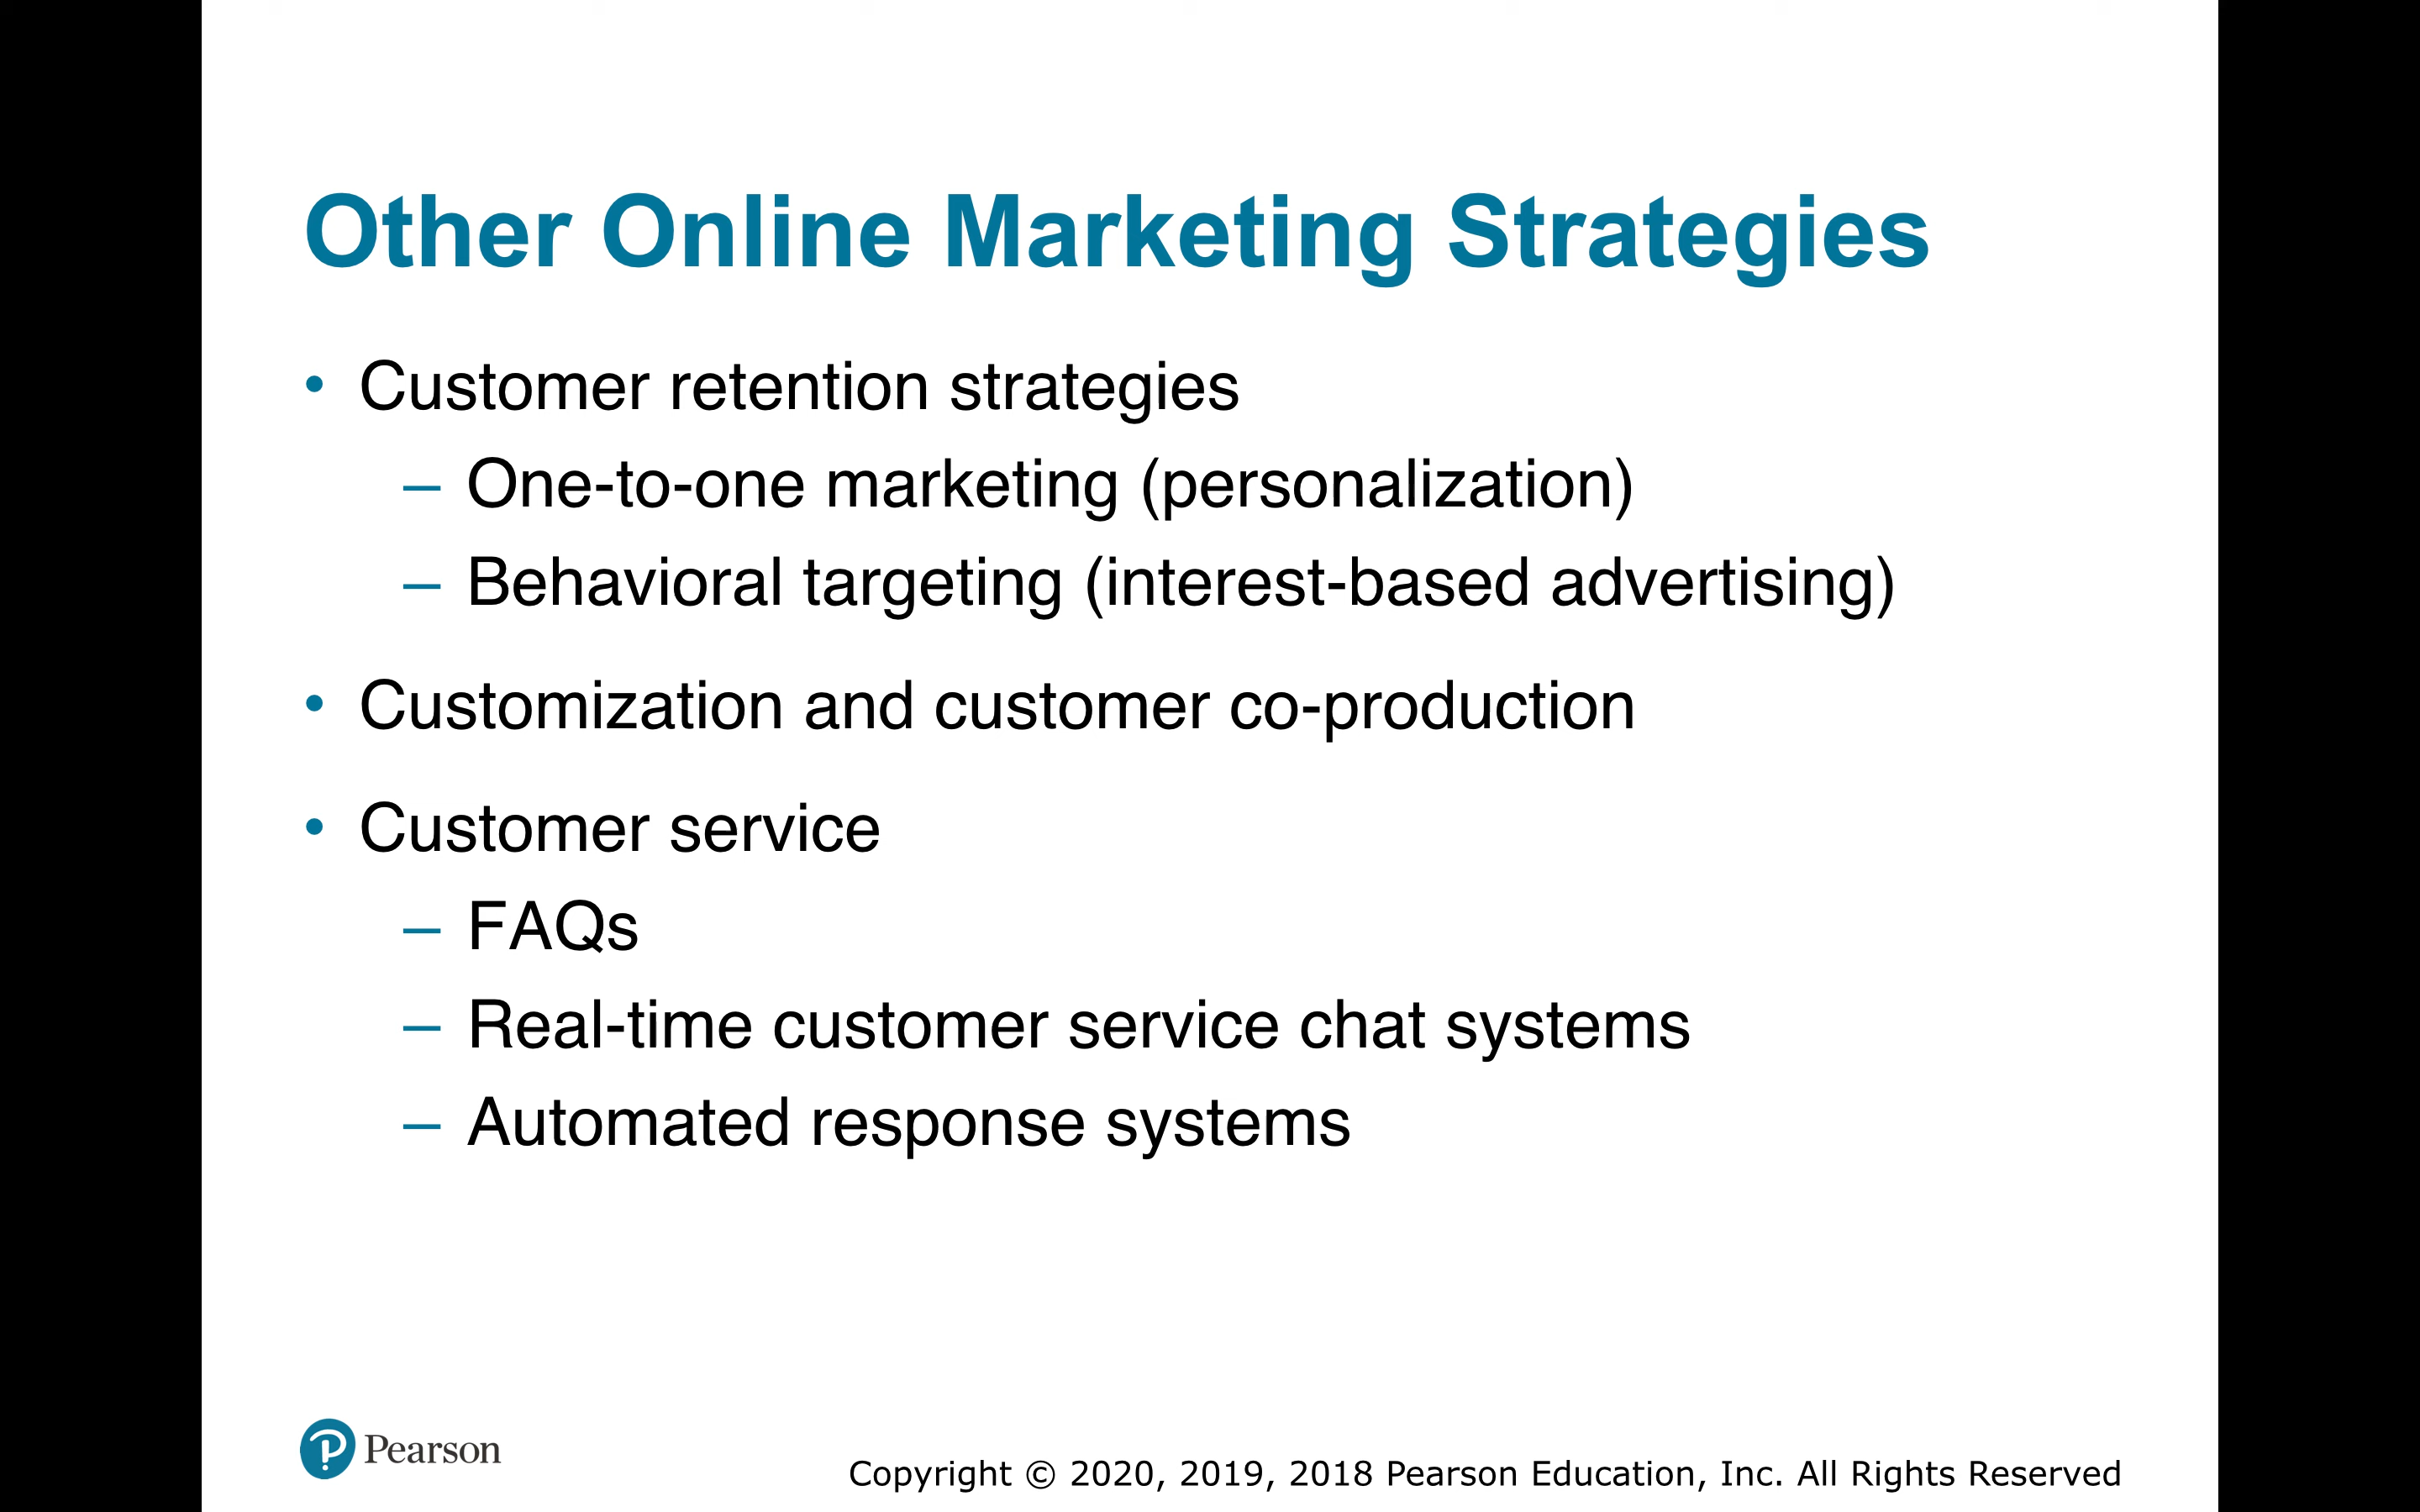 Other Online Marketing Strategies
• Customer retention strategies
– One-to-one marketing (personalization)
– Behavioral targeting (interest-based advertising)
• Customization and customer co-production
• Customer service
– FAQs
– Real-time customer service chat systems
– Automated response systems
Pearson
Copyright © 2020, 2019, 2018 Pearson Education, Inc. All Rights Reserved